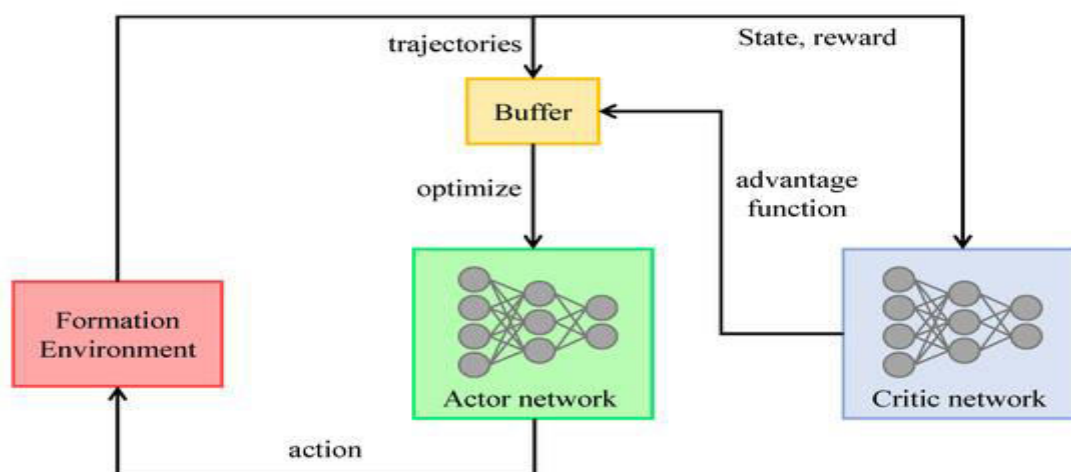 trajectories
State, reward
Buffer
optimize
advantage
function
Formation
Environment
Actor network
Critic network
action